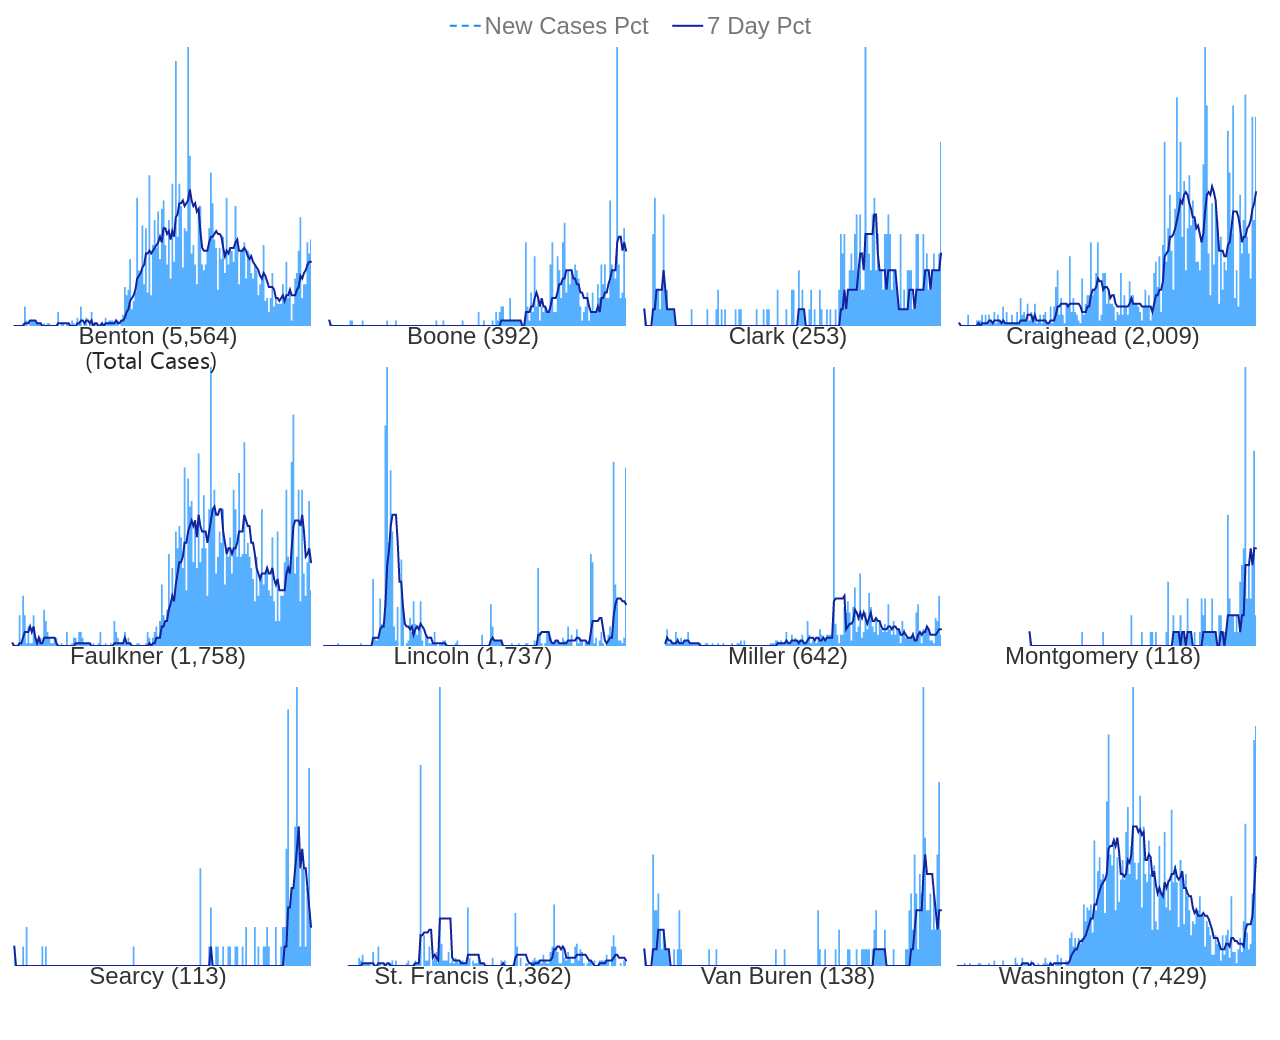 New Cases Pct 7 Day Pct
Benton (5,564) Boone (392) Clark (253) Craighead (2,009)
(Total Cases)
Faulkner (1,758) Lincoln (1,737) Miller (642) Montgomery (118)
Searcy (113) St. Francis (1,362) Van Buren (138) Washington (7,429)